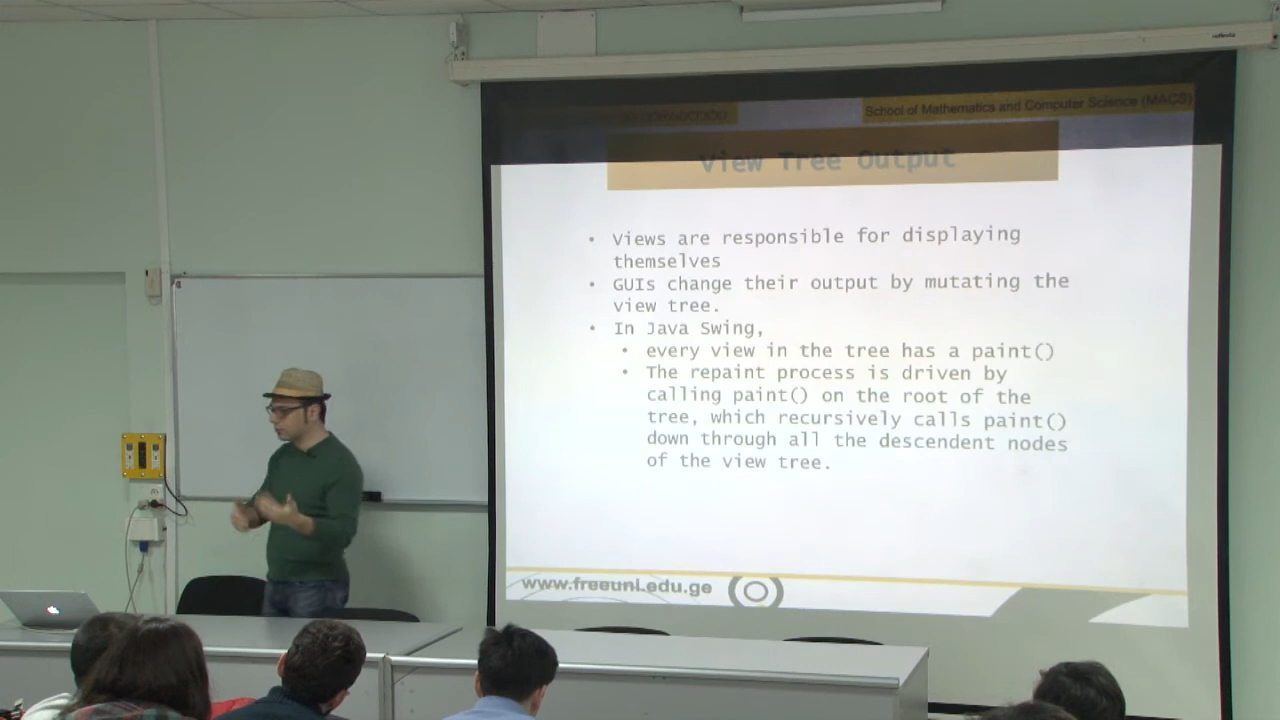 reflecta
School of Mathematics and Computer Science (MACS)
View Tree Output
• Views are responsible for displaying
themselves
• GUIs change their output by mutating the
view tree.
• In Java Swing,
• every view in the tree has a paint()
• The repaint process is driven by
calling paint() on the root of the
tree, which recursively calls paint()
down through all the descendent nodes
of the view tree.
www.freeuni.edu.ge